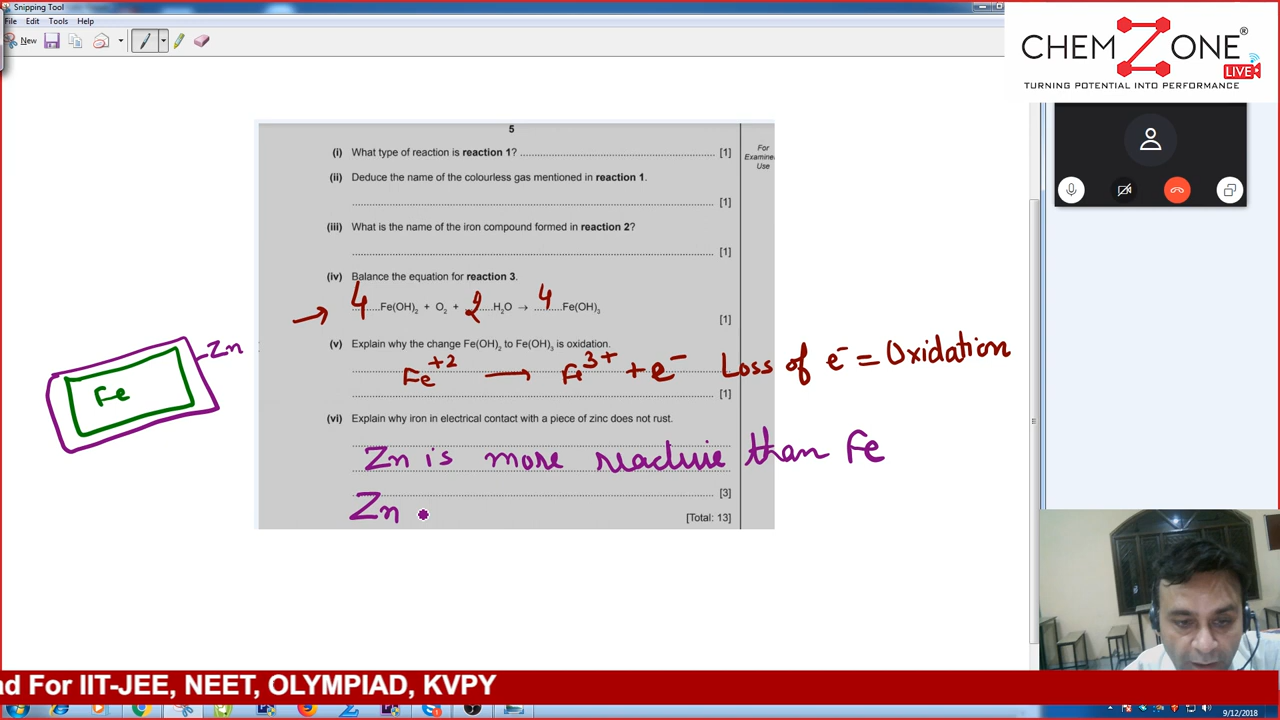 Snipping Tool
File Edit Tools Help
New
CHEMZONE®
LIVE
TURNING POTENTIAL INTO PERFORMANCE
5
For
Examine
Use
(i) What type of reaction is reaction 1? [1]
(ii) Deduce the name of the colourless gas mentioned in reaction 1.
[1]
(iii) What is the name of the iron compound formed in reaction 2?
[1]
(iv) Balance the equation for reaction 3.
→ 4 Fe(OH)₂ + O₂ + 2 H₂O → 4 Fe(OH)₃
[1]
(v) Explain why the change Fe(OH)₂ to Fe(OH)₃ is oxidation.
Fe⁺² → Fe³⁺ + e⁻ Loss of e⁻ = Oxidation
[1]
Zn
Fe
(vi) Explain why iron in electrical contact with a piece of zinc does not rust.
Zn is more reactive than Fe
[3]
Zn
[Total: 13]
ad For IIT-JEE, NEET, OLYMPIAD, KVPY
9/12/2018